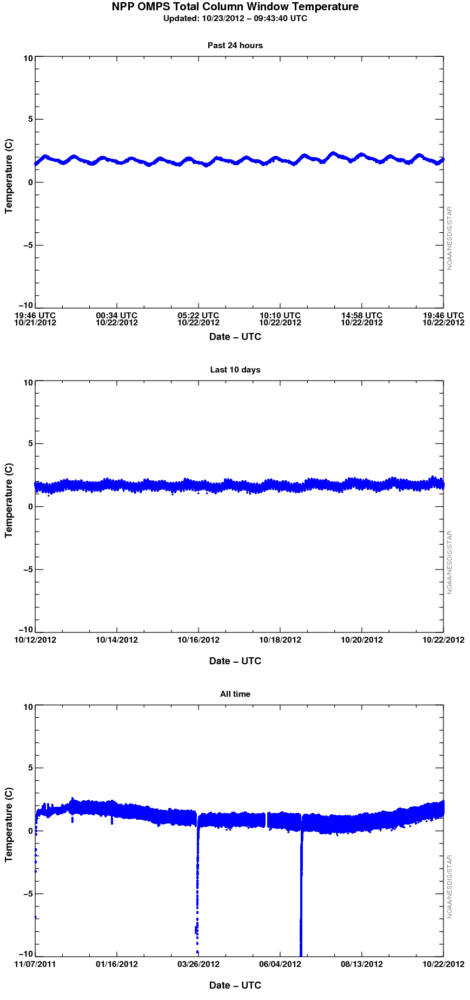 NPP OMPS Total Column Window Temperature
Updated: 10/23/2012 – 09:43:40 UTC
Past 24 hours
10
5
0
–5
–10
Temperature (C)
19:46 UTC 00:34 UTC 05:22 UTC 10:10 UTC 14:58 UTC 19:46 UTC
10/21/2012 10/22/2012 10/22/2012 10/22/2012 10/22/2012 10/22/2012
Date – UTC
NOAA/NESDIS/STAR
Last 10 days
10
5
0
–5
–10
Temperature (C)
10/12/2012 10/14/2012 10/16/2012 10/18/2012 10/20/2012 10/22/2012
Date – UTC
NOAA/NESDIS/STAR
All time
10
5
0
–5
–10
Temperature (C)
11/07/2011 01/16/2012 03/26/2012 06/04/2012 08/13/2012 10/22/2012
Date – UTC
NOAA/NESDIS/STAR